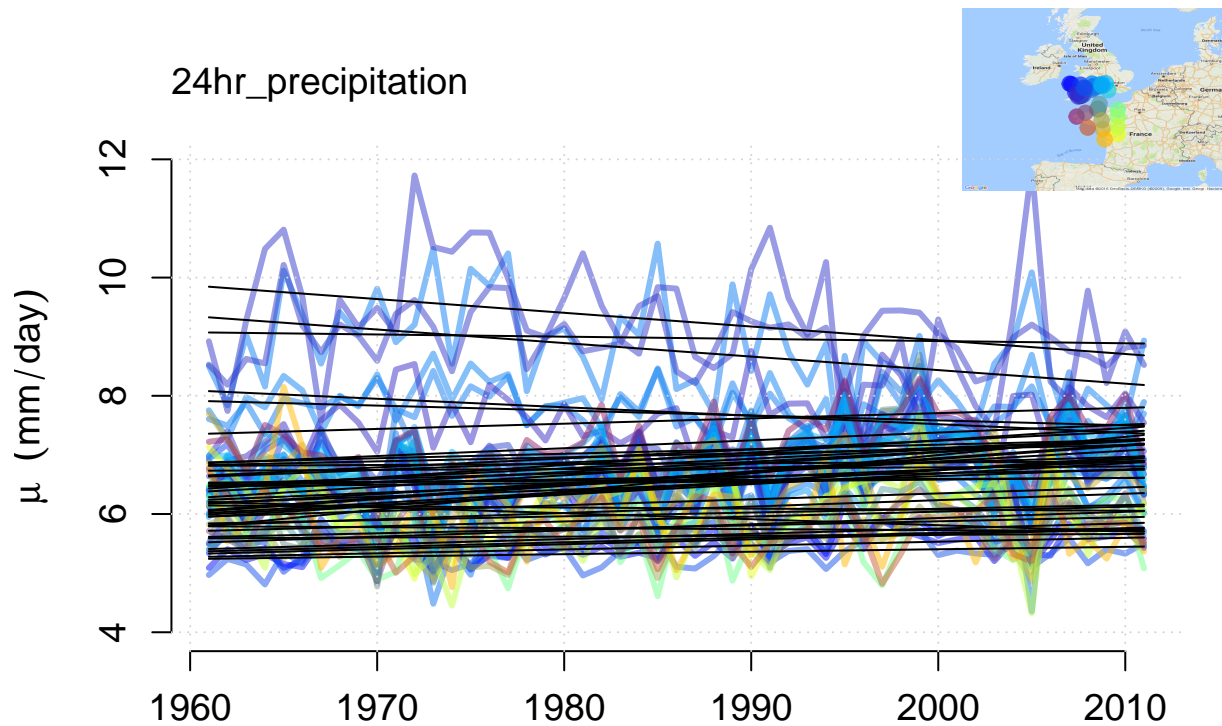 24hr_precipitation
United
Kingdom
Ireland
France
μ (mm/day)
12
10
8
6
4
1960
1970
1980
1990
2000
2010